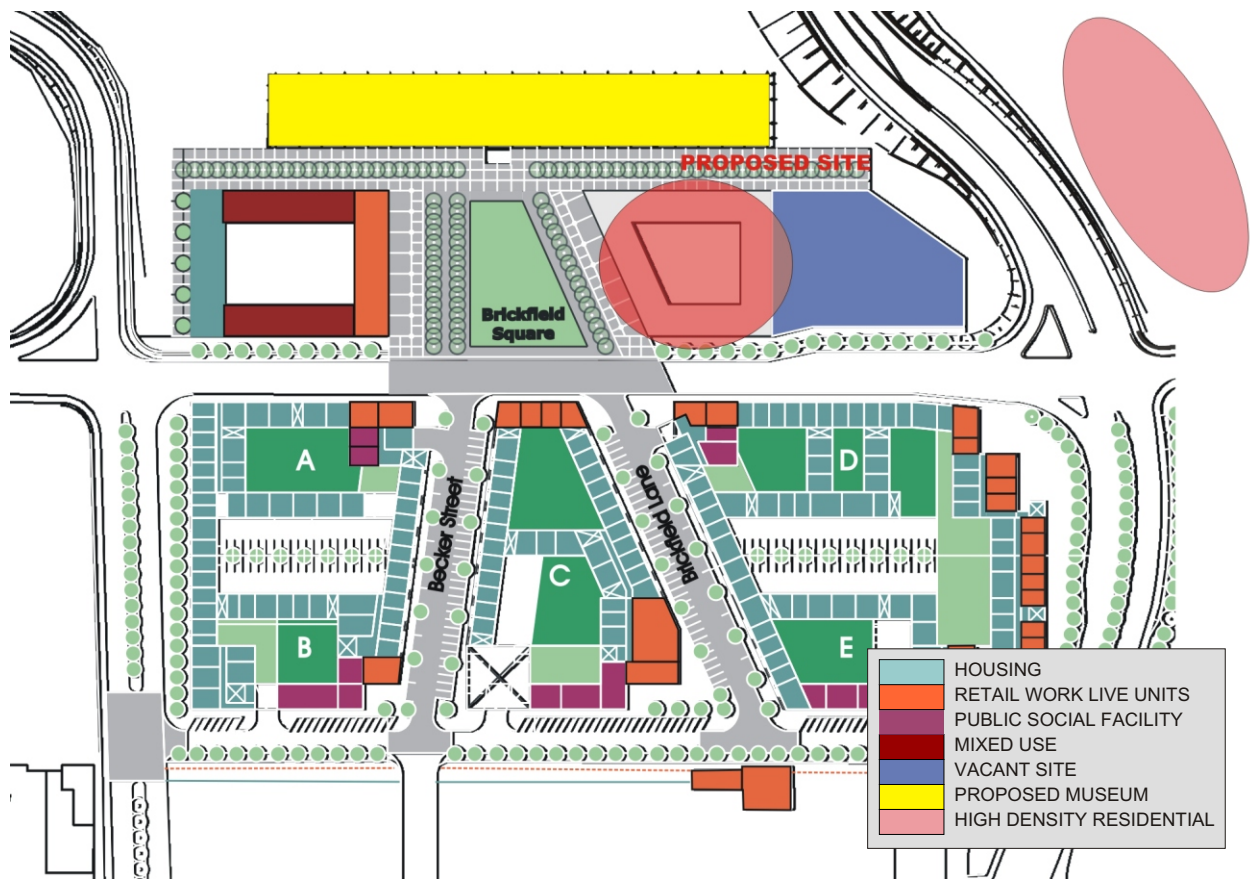 PROPOSED SITE
Brickfield
Square
A
Becker Street
Brickfield Lane
D
C
B
E
HOUSING
RETAIL WORK LIVE UNITS
PUBLIC SOCIAL FACILITY
MIXED USE
VACANT SITE
PROPOSED MUSEUM
HIGH DENSITY RESIDENTIAL